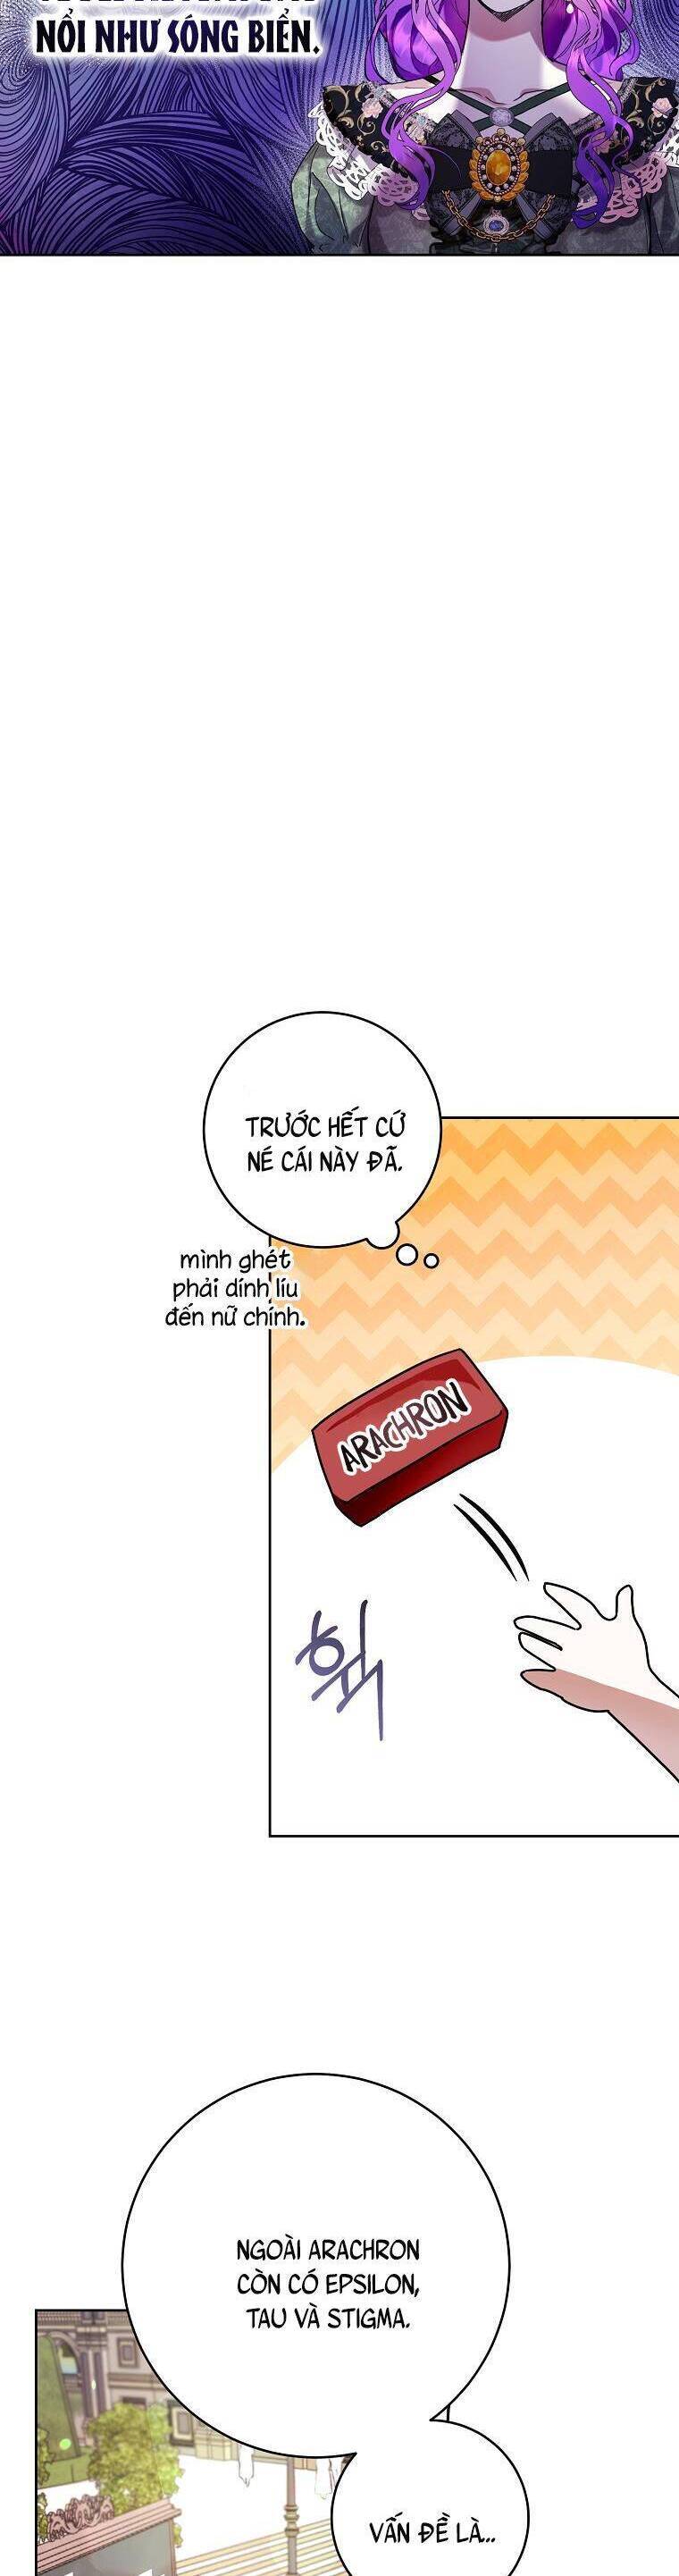 NỔI NHƯ SÓNG BIỂN.
TRƯỚC HẾT CỨ
NÉ CÁI NÀY ĐÃ.
mình ghét
phải dính líu
đến nữ chính.
ARACHRON
휙
NGOÀI ARACHRON
CÒN CÓ EPSILON,
TAU VÀ STIGMA.
VẤN ĐỀ LÀ...